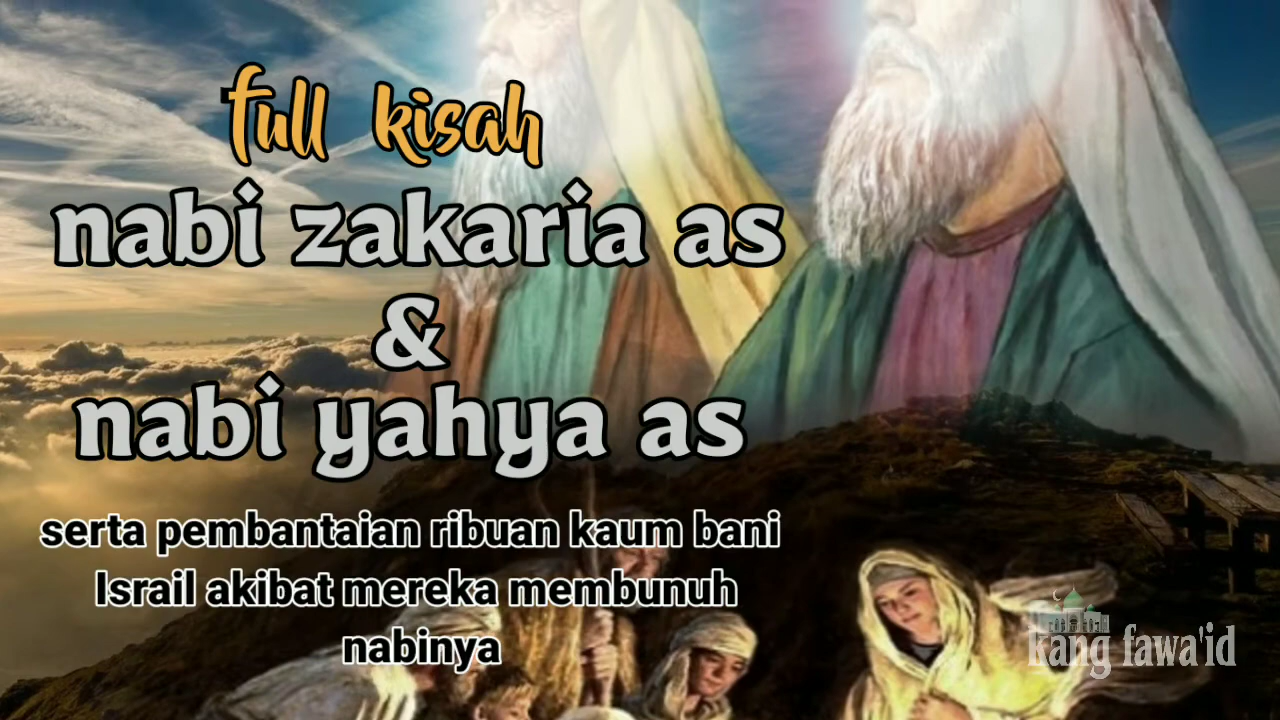 full kisah
nabi zakaria as
&
nabi yahya as
serta pembantaian ribuan kaum bani
Israil akibat mereka membunuh
nabinya
kang fawa'id